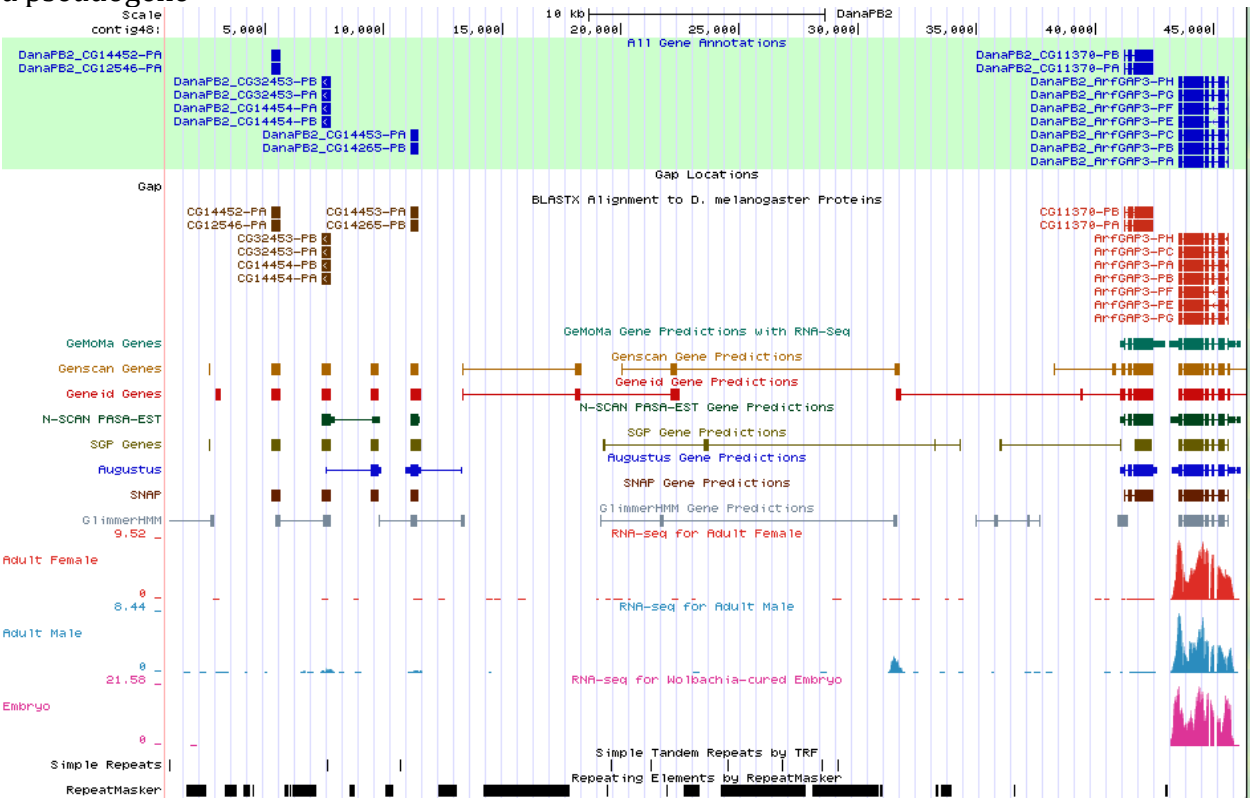 a pseudogene
Scale 10 kb DanaPB2
contig48: 5,000 10,000 15,000 20,000 25,000 30,000 35,000 40,000 45,000
All Gene Annotations
DanaPB2_CG14452-PA DanaPB2_CG11370-PB
DanaPB2_CG12546-PA DanaPB2_CG11370-PA
DanaPB2_CG32453-PB DanaPB2_ArfGAP3-PH
DanaPB2_CG32453-PA DanaPB2_ArfGAP3-PG
DanaPB2_CG14454-PA DanaPB2_ArfGAP3-PF
DanaPB2_CG14454-PB DanaPB2_ArfGAP3-PE
DanaPB2_CG14453-PA DanaPB2_ArfGAP3-PC
DanaPB2_CG14265-PB DanaPB2_ArfGAP3-PB
DanaPB2_ArfGAP3-PA
Gap Locations
Gap
BLASTX Alignment to D. melanogaster Proteins
CG14452-PA CG14453-PA CG11370-PB
CG12546-PA CG14265-PB CG11370-PA
CG32453-PB ArfGAP3-PH
CG32453-PA ArfGAP3-PC
CG14454-PB ArfGAP3-PA
CG14454-PA ArfGAP3-PB
ArfGAP3-PF
ArfGAP3-PE
ArfGAP3-PG
GeMoMa Gene Predictions with RNA-Seq
GeMoMa Genes
Genscan Gene Predictions
Genscan Genes
Geneid Gene Predictions
Geneid Genes
N-SCAN PASA-EST Gene Predictions
N-SCAN PASA-EST
SGP Gene Predictions
SGP Genes
Augustus Gene Predictions
Augustus
SNAP Gene Predictions
SNAP
GlimmerHMM Gene Predictions
GlimmerHMM
9.52 _ RNA-seq for Adult Female
Adult Female
0 _
8.44 _ RNA-seq for Adult Male
Adult Male
0 _
21.58 _ RNA-seq for Wolbachia-cured Embryo
Embryo
0 _
Simple Tandem Repeats by TRF
Simple Repeats
Repeating Elements by RepeatMasker
RepeatMasker